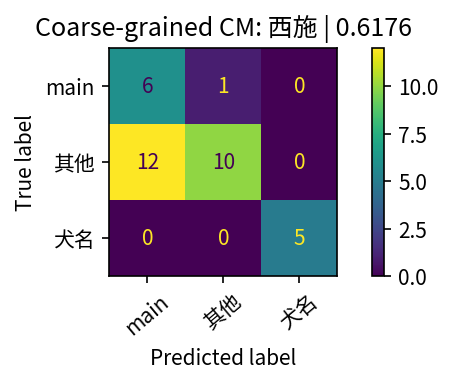 Coarse-grained CM: 西施 | 0.6176
main 6 1 0
其他 12 10 0
犬名 0 0 5
main 其他 犬名
Predicted label
True label
10.0
7.5
5.0
2.5
0.0